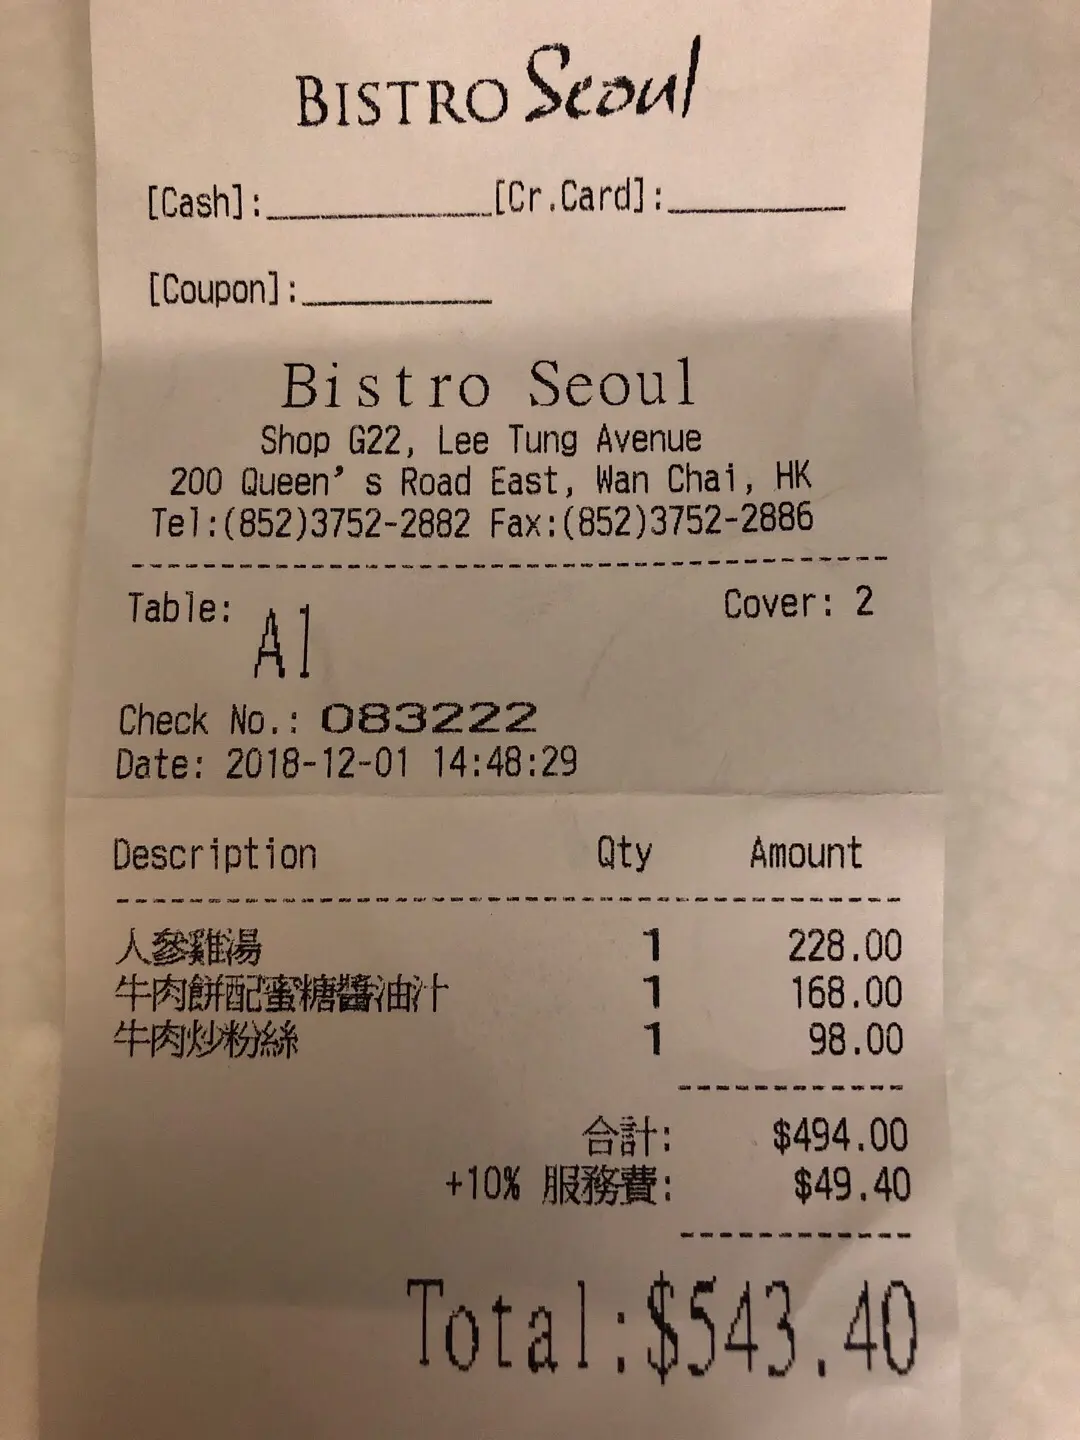 BISTRO Seoul
[Cash]:____________[Cr.Card]:__________
[Coupon]:___________
Bistro Seoul
Shop G22, Lee Tung Avenue
200 Queen's Road East, Wan Chai, HK
Tel:(852)3752-2882 Fax:(852)3752-2886
Table: A1 Cover: 2
Check No.: 083222
Date: 2018-12-01 14:48:29
Description Qty Amount
人參雞湯 1 228.00
牛肉餅配蜜糖醬油汁 1 168.00
牛肉炒粉絲 1 98.00
合計: $494.00
+10% 服務費: $49.40
Total:$543.40